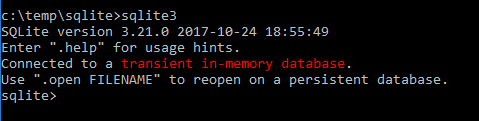 c:\temp\sqlite>sqlite3
SQLite version 3.21.0 2017-10-24 18:55:49
Enter ".help" for usage hints.
Connected to a transient in-memory database.
Use ".open FILENAME" to reopen on a persistent database.
sqlite>